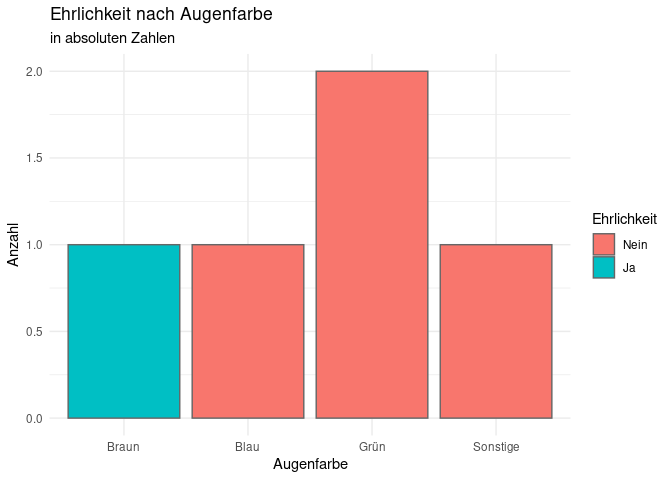 Ehrlichkeit nach Augenfarbe
in absoluten Zahlen
2.0
1.5
1.0
0.5
0.0
Anzahl
Braun
Blau
Grün
Sonstige
Augenfarbe
Ehrlichkeit
Nein
Ja